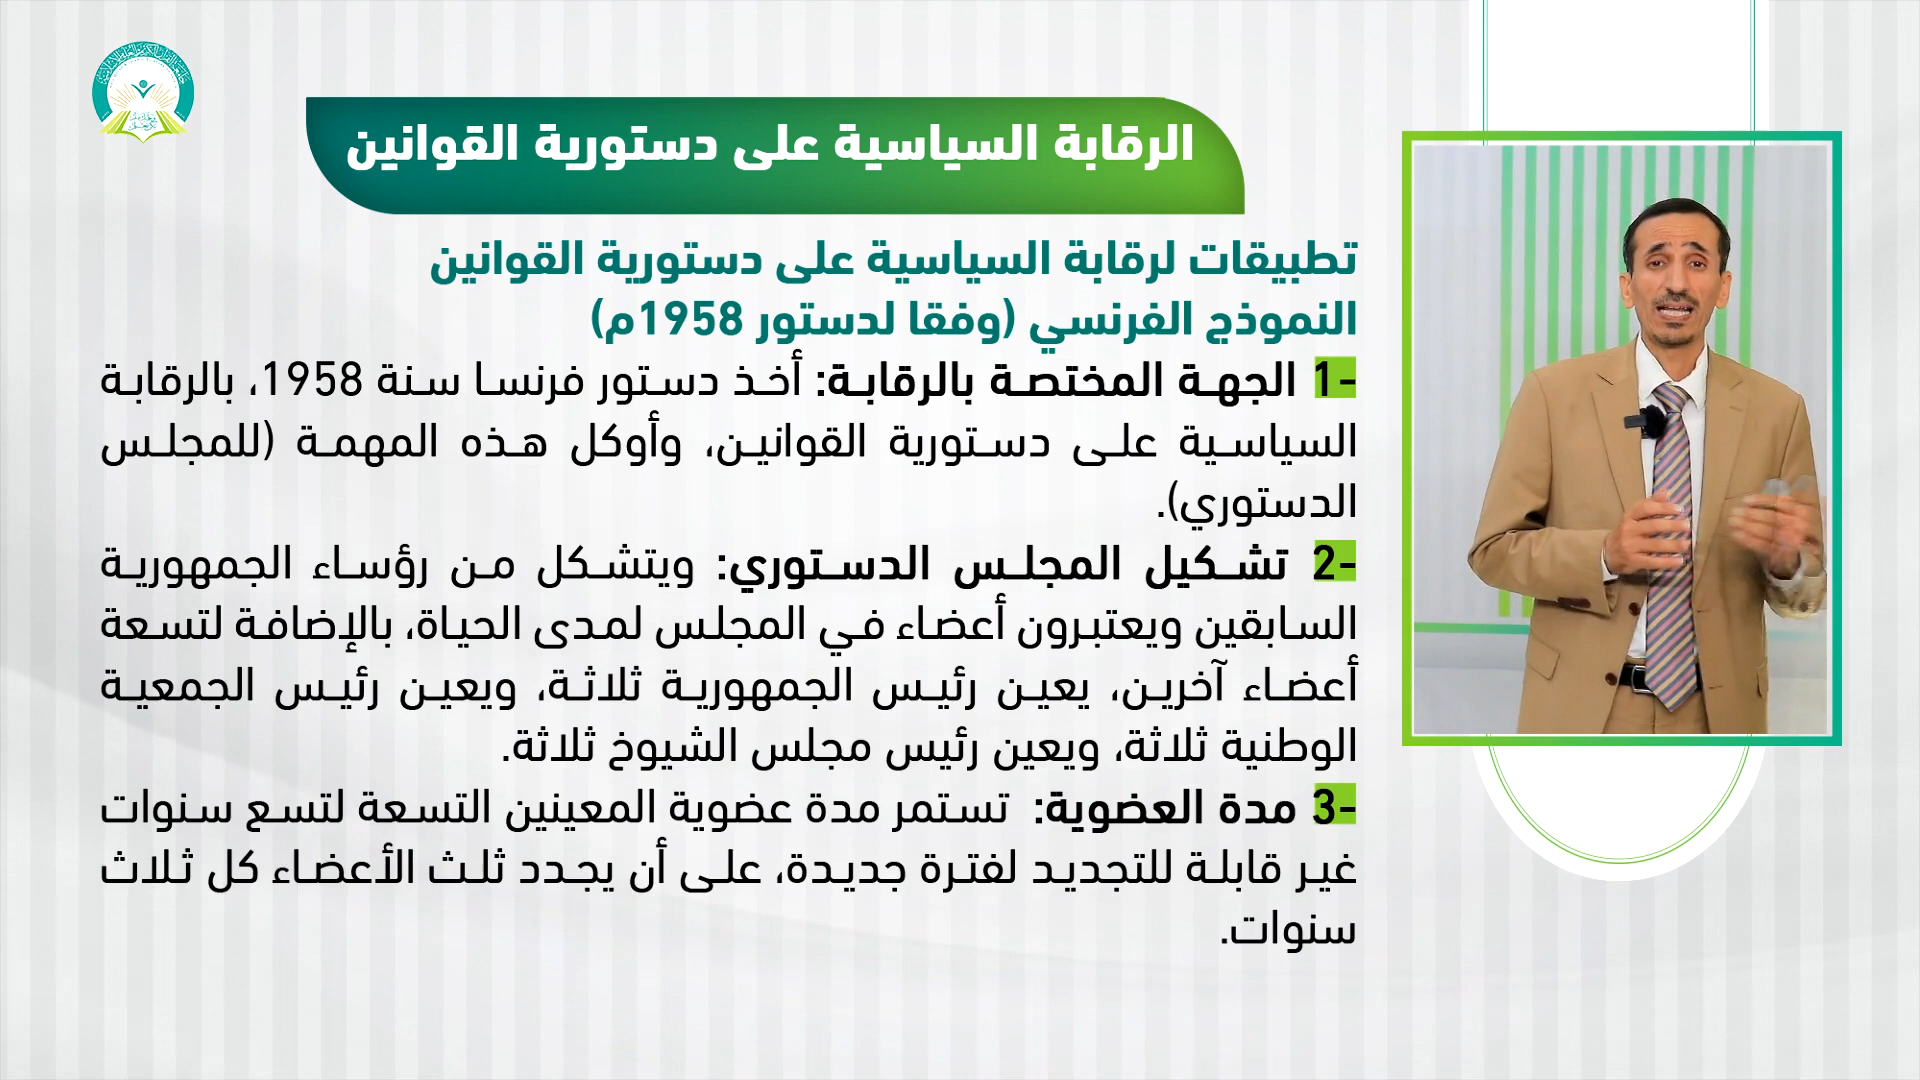 الرقابة السياسية على دستورية القوانين
تطبيقات لرقابة السياسية على دستورية القوانين
النموذج الفرنسي (وفقا لدستور 1958م)
1- الجهة المختصة بالرقابة: أخذ دستور فرنسا سنة 1958، بالرقابة
السياسية على دستورية القوانين، وأوكل هذه المهمة (للمجلس
الدستوري).
2- تشكيل المجلس الدستوري: ويتشكل من رؤساء الجمهورية
السابقين ويعتبرون أعضاء في المجلس لمدى الحياة، بالإضافة لتسعة
أعضاء آخرين، يعين رئيس الجمهورية ثلاثة، ويعين رئيس الجمعية
الوطنية ثلاثة، ويعين رئيس مجلس الشيوخ ثلاثة.
3- مدة العضوية: تستمر مدة عضوية المعينين التسعة لتسع سنوات
غير قابلة للتجديد لفترة جديدة، على أن يجدد ثلث الأعضاء كل ثلاث
سنوات.